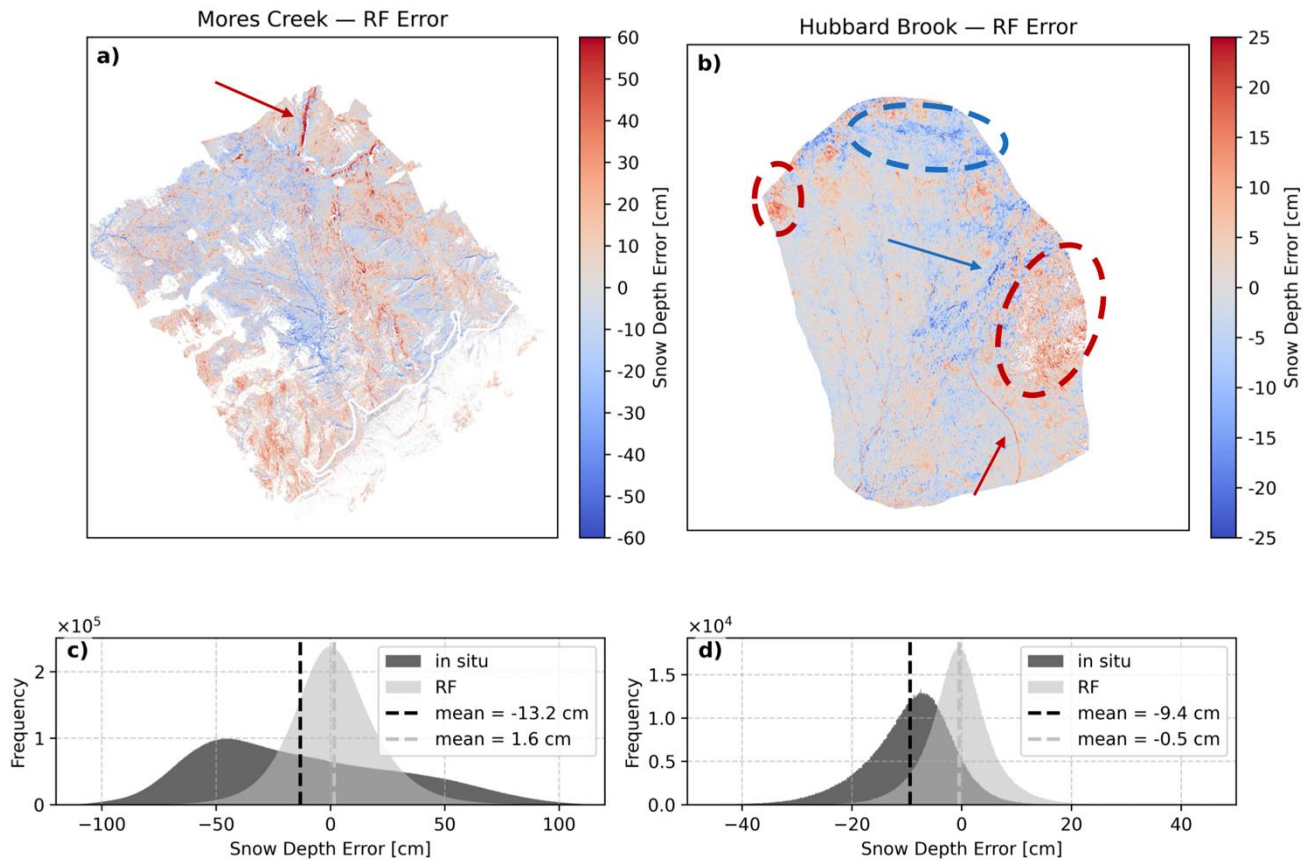 Mores Creek — RF Error
a)
60
50
40
30
20
10
0
-10
-20
-30
-40
-50
-60
Snow Depth Error [cm]
Hubbard Brook — RF Error
b)
25
20
15
10
5
0
-5
-10
-15
-20
-25
Snow Depth Error [cm]
×10⁵
c)
2
1
0
Frequency
in situ
RF
mean = -13.2 cm
mean = 1.6 cm
−100
−50
0
50
100
Snow Depth Error [cm]
×10⁴
d)
1.5
1.0
0.5
0.0
Frequency
in situ
RF
mean = -9.4 cm
mean = -0.5 cm
−40
−20
0
20
40
Snow Depth Error [cm]